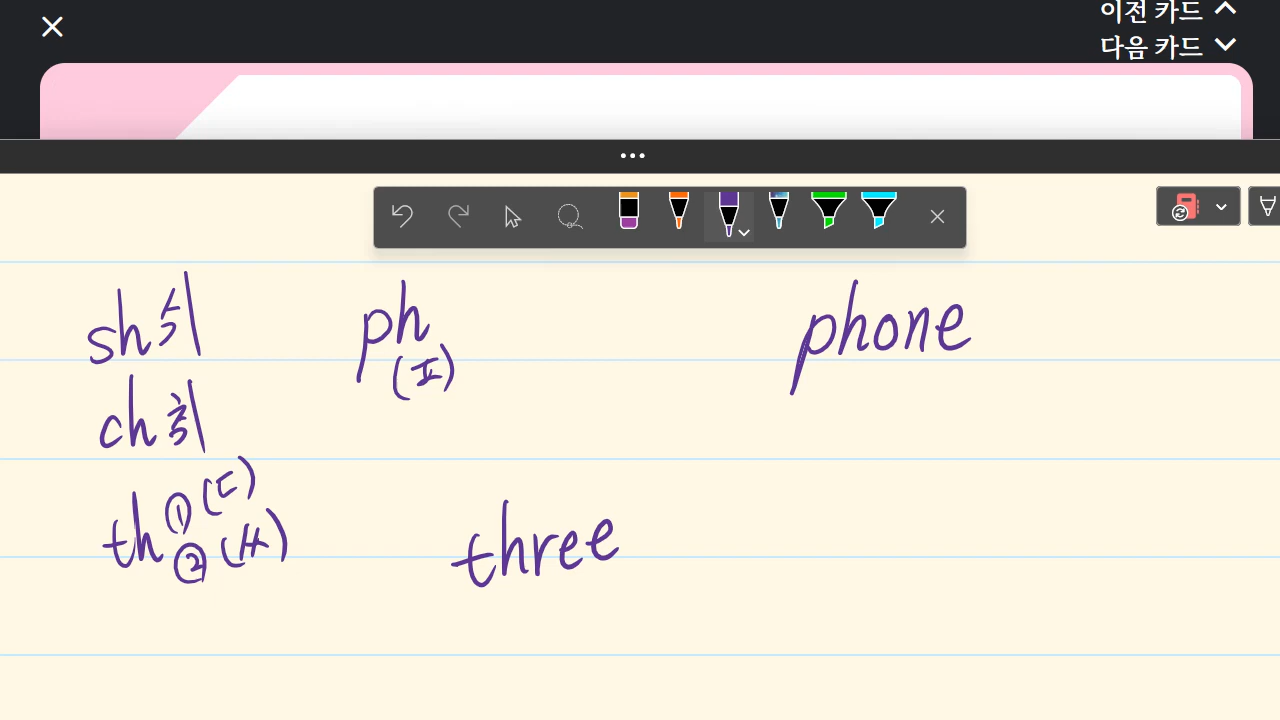 이전 카드
다음 카드
sh 쉬 ph phone
(ㅍ)
ch 취
th ① (ㄷ)
② (ㅆ) three